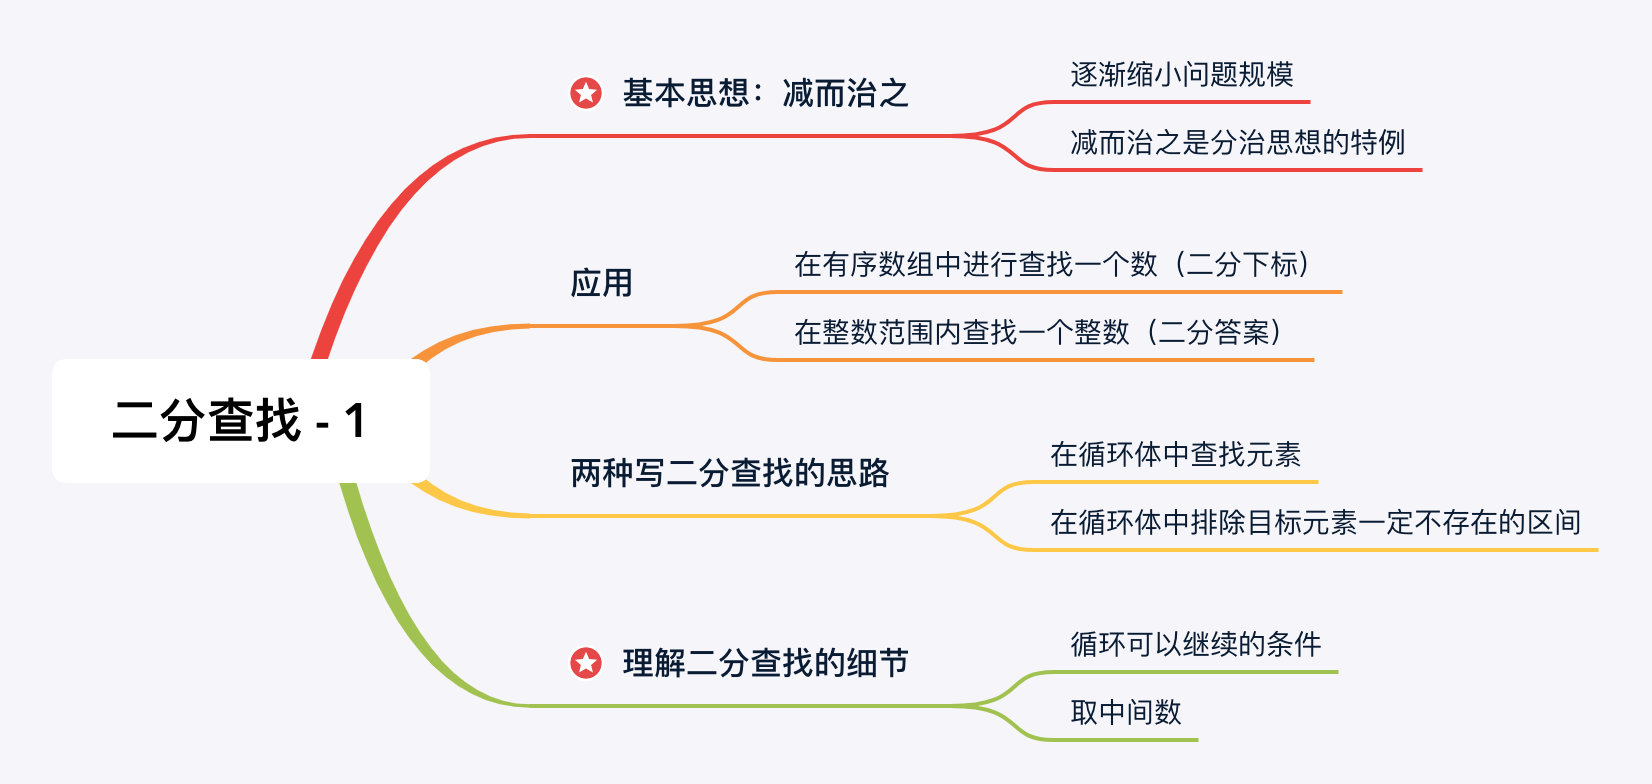 基本思想：减而治之
逐渐缩小问题规模
减而治之是分治思想的特例
应用
在有序数组中进行查找一个数（二分下标）
在整数范围内查找一个整数（二分答案）
二分查找 - 1
两种写二分查找的思路
在循环体中查找元素
在循环体中排除目标元素一定不存在的区间
理解二分查找的细节
循环可以继续的条件
取中间数